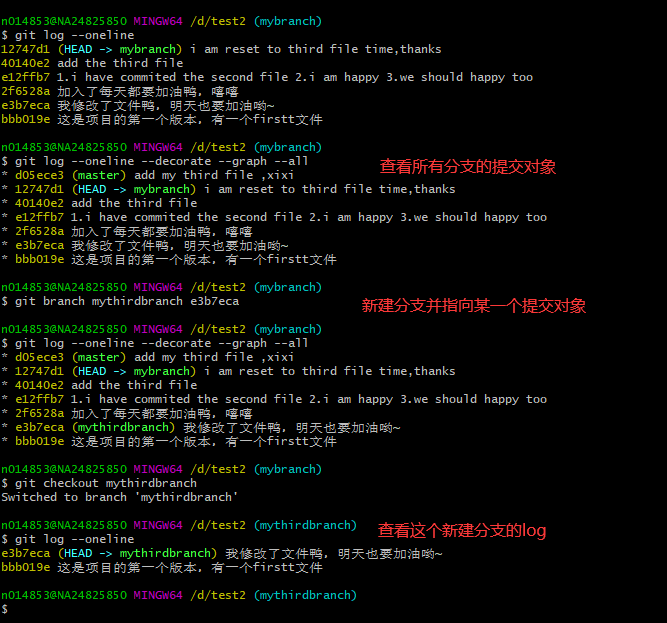 n014853@NA24825850 MINGW64 /d/test2 (mybranch)
$ git log --oneline
12747d1 (HEAD -> mybranch) i am reset to third file time,thanks
40140e2 add the third file
e12ffb7 1.i have commited the second file 2.i am happy 3.we should happy too
2f6528a 加入了每天都要加油鸭, 嘻嘻
e3b7eca 我修改了文件鸭, 明天也要加油哟~
bbb019e 这是项目的第一个版本, 有一个firstt文件
n014853@NA24825850 MINGW64 /d/test2 (mybranch)
$ git log --oneline --decorate --graph --all
查看所有分支的提交对象
* d05ece3 (master) add my third file ,xixi
* 12747d1 (HEAD -> mybranch) i am reset to third file time,thanks
* 40140e2 add the third file
* e12ffb7 1.i have commited the second file 2.i am happy 3.we should happy too
* 2f6528a 加入了每天都要加油鸭, 嘻嘻
* e3b7eca 我修改了文件鸭, 明天也要加油哟~
* bbb019e 这是项目的第一个版本, 有一个firstt文件
n014853@NA24825850 MINGW64 /d/test2 (mybranch)
$ git branch mythirdbranch e3b7eca
新建分支并指向某一个提交对象
n014853@NA24825850 MINGW64 /d/test2 (mybranch)
$ git log --oneline --decorate --graph --all
* d05ece3 (master) add my third file ,xixi
* 12747d1 (HEAD -> mybranch) i am reset to third file time,thanks
* 40140e2 add the third file
* e12ffb7 1.i have commited the second file 2.i am happy 3.we should happy too
* 2f6528a 加入了每天都要加油鸭, 嘻嘻
* e3b7eca (mythirdbranch) 我修改了文件鸭, 明天也要加油哟~
* bbb019e 这是项目的第一个版本, 有一个firstt文件
n014853@NA24825850 MINGW64 /d/test2 (mybranch)
$ git checkout mythirdbranch
Switched to branch 'mythirdbranch'
n014853@NA24825850 MINGW64 /d/test2 (mythirdbranch)
查看这个新建分支的log
$ git log --oneline
e3b7eca (HEAD -> mythirdbranch) 我修改了文件鸭, 明天也要加油哟~
bbb019e 这是项目的第一个版本, 有一个firstt文件
n014853@NA24825850 MINGW64 /d/test2 (mythirdbranch)
$